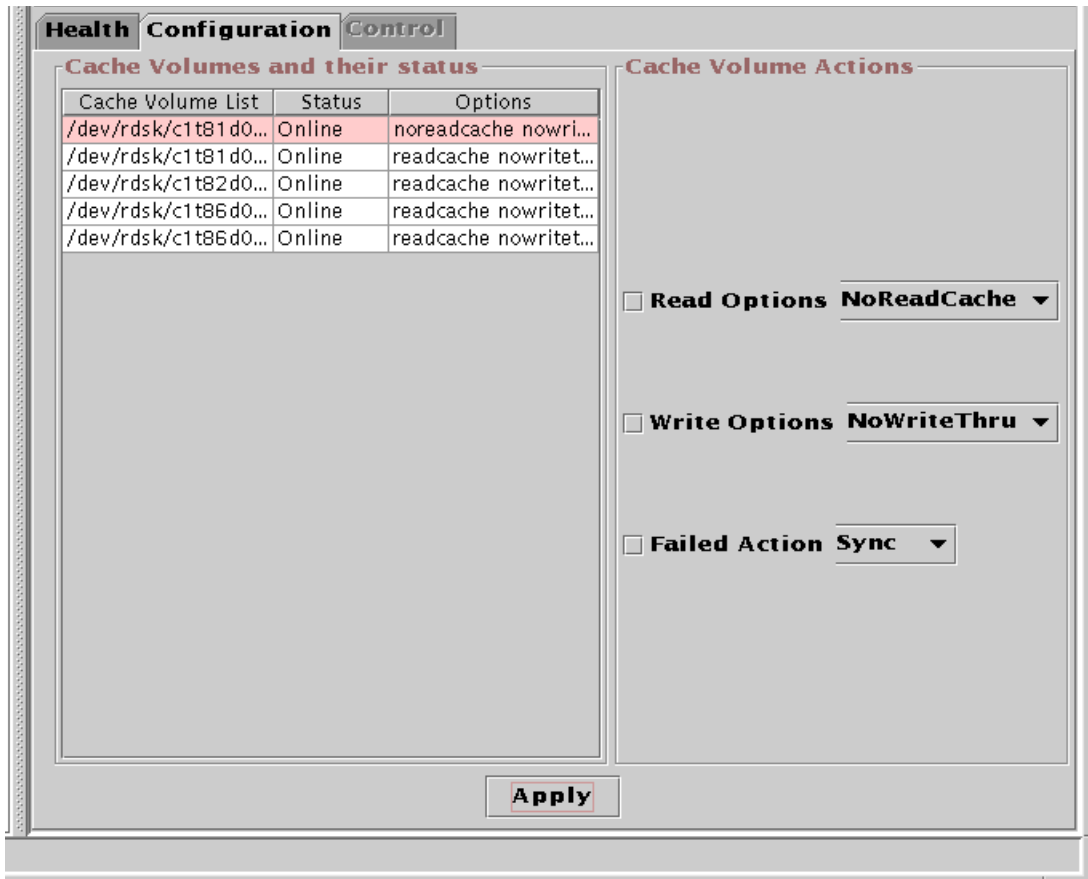 Health Configuration Control
Cache Volumes and their status
Cache Volume List Status Options
/dev/rdsk/c1t81d0... Online noreadcache nowri...
/dev/rdsk/c1t81d0... Online readcache nowritet...
/dev/rdsk/c1t82d0... Online readcache nowritet...
/dev/rdsk/c1t86d0... Online readcache nowritet...
/dev/rdsk/c1t86d0... Online readcache nowritet...
Cache Volume Actions
Read Options NoReadCache
Write Options NoWriteThru
Failed Action Sync
Apply